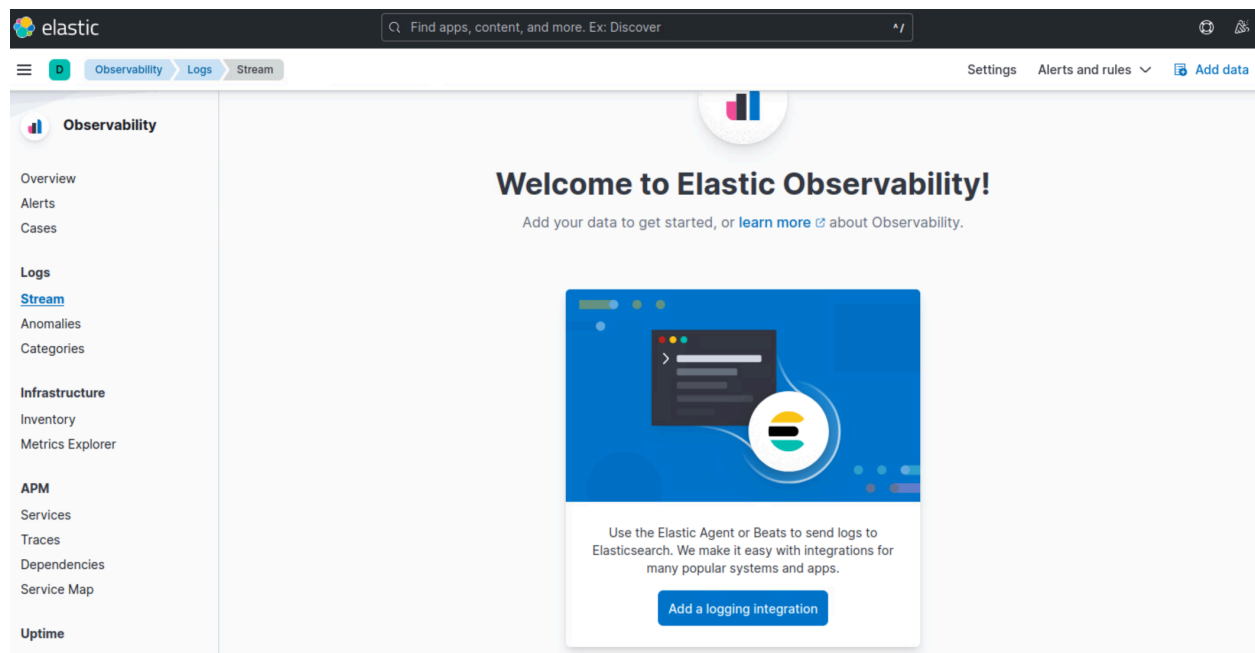 elastic
Find apps, content, and more. Ex: Discover
^/
D
Observability
Logs
Stream
Settings
Alerts and rules
Add data
Observability
Overview
Alerts
Cases
Logs
Stream
Anomalies
Categories
Infrastructure
Inventory
Metrics Explorer
APM
Services
Traces
Dependencies
Service Map
Uptime
Welcome to Elastic Observability!
Add your data to get started, or learn more about Observability.
Use the Elastic Agent or Beats to send logs to
Elasticsearch. We make it easy with integrations for
many popular systems and apps.
Add a logging integration